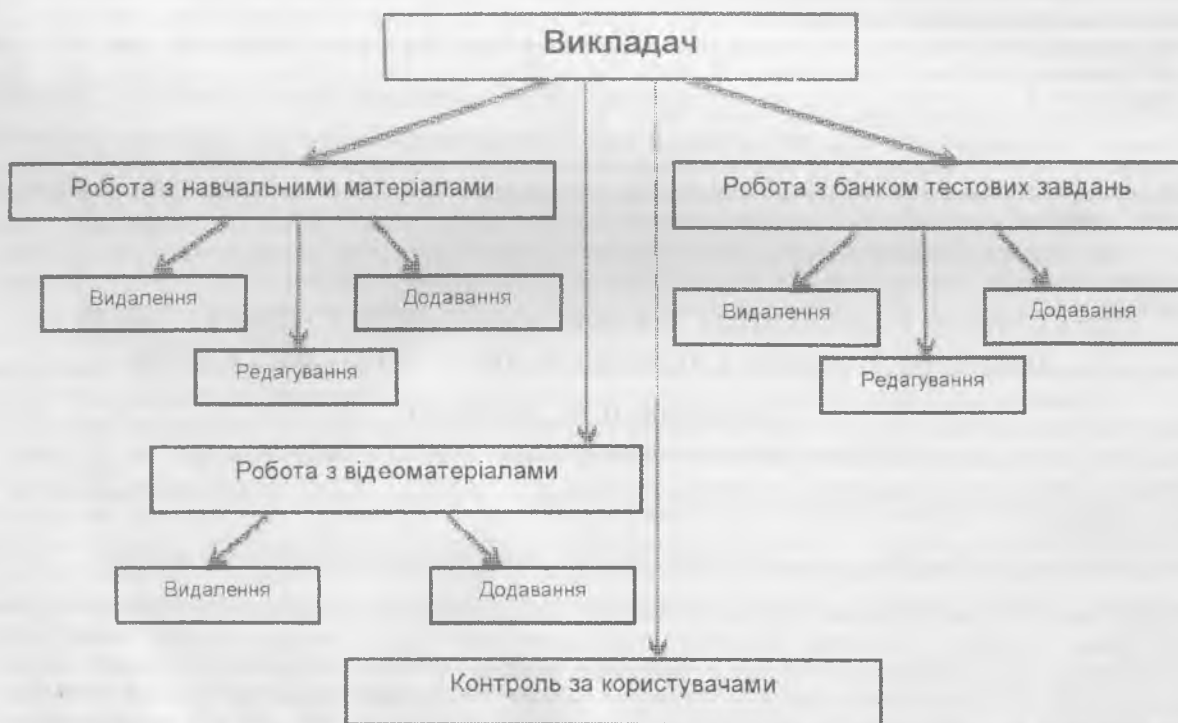 Викладач
Робота з навчальними матеріалами
Робота з банком тестових завдань
Видалення
Додавання
Редагування
Видалення
Додавання
Редагування
Робота з відеоматеріалами
Видалення
Додавання
Контроль за користувачами